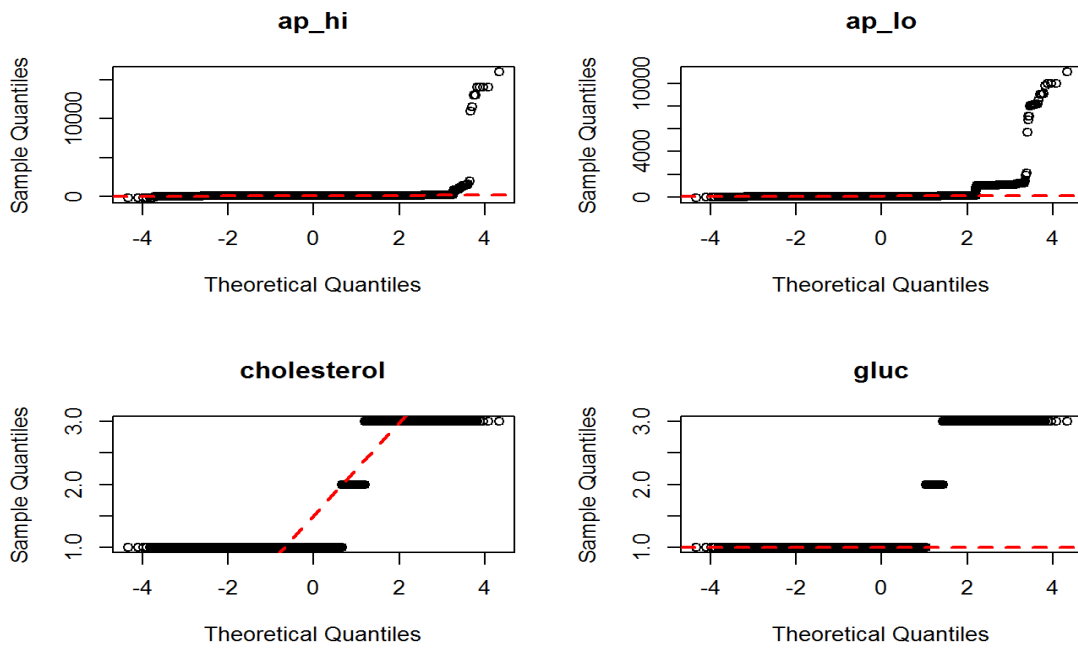 ap_hi
Sample Quantiles
0
10000
-4 -2 0 2 4
Theoretical Quantiles
ap_lo
Sample Quantiles
0
4000
10000
-4 -2 0 2 4
Theoretical Quantiles
cholesterol
Sample Quantiles
1.0
2.0
3.0
-4 -2 0 2 4
Theoretical Quantiles
gluc
Sample Quantiles
1.0
2.0
3.0
-4 -2 0 2 4
Theoretical Quantiles